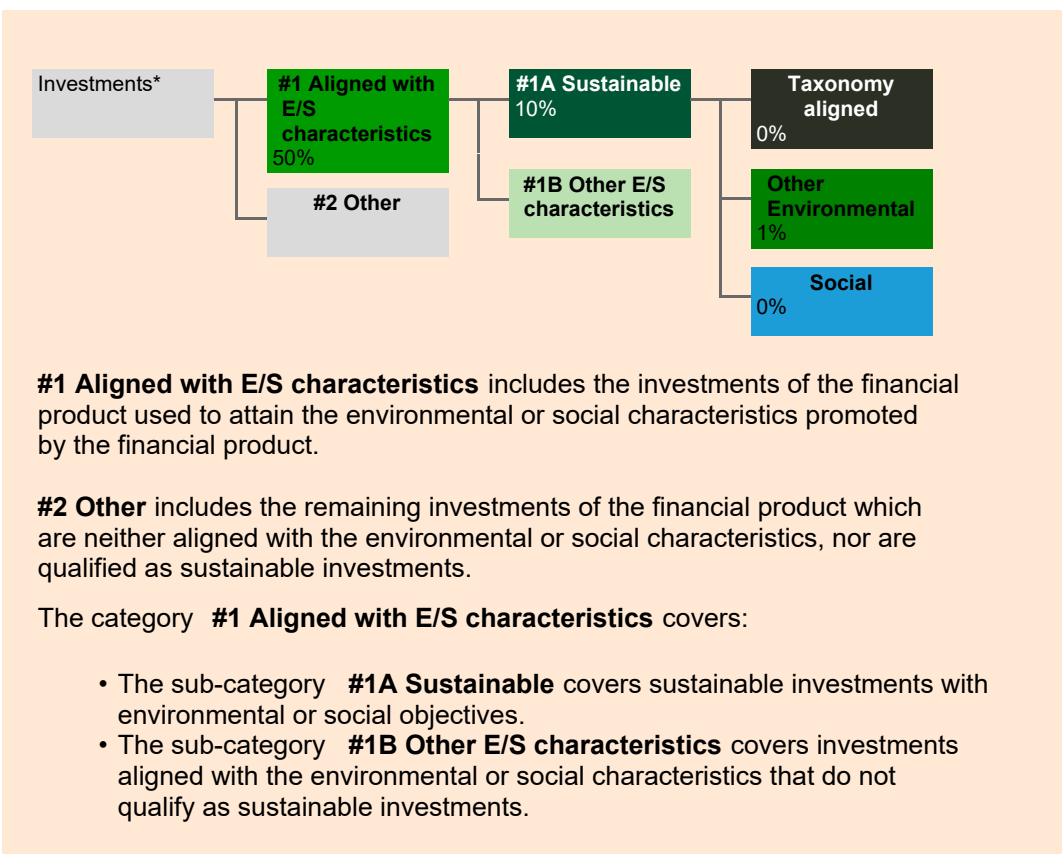 Investments*
#1 Aligned with
E/S
characteristics
50%
#2 Other
#1A Sustainable
10%
#1B Other E/S
characteristics
Taxonomy
aligned
0%
Other
Environmental
1%
Social
0%
#1 Aligned with E/S characteristics includes the investments of the financial
product used to attain the environmental or social characteristics promoted
by the financial product.
#2 Other includes the remaining investments of the financial product which
are neither aligned with the environmental or social characteristics, nor are
qualified as sustainable investments.
The category #1 Aligned with E/S characteristics covers:
• The sub-category #1A Sustainable covers sustainable investments with
environmental or social objectives.
• The sub-category #1B Other E/S characteristics covers investments
aligned with the environmental or social characteristics that do not
qualify as sustainable investments.